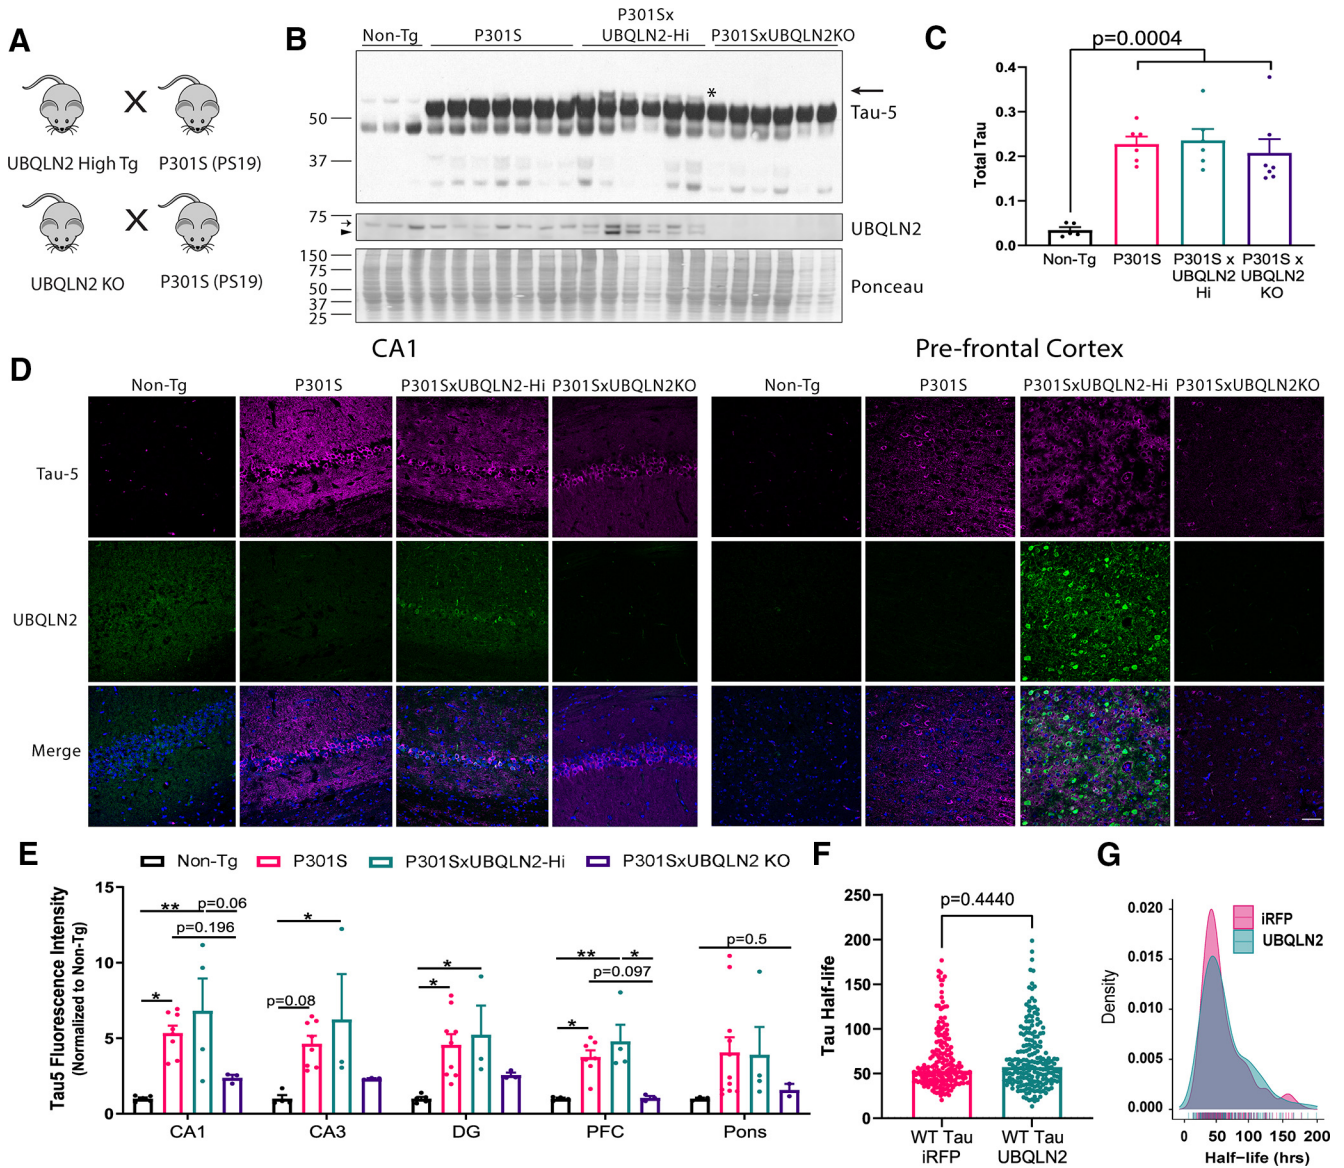 A
X
UBQLN2 High Tg
P301S (PS19)
X
UBQLN2 KO
P301S (PS19)
B
Non-Tg
P301S
P301Sx
UBQLN2-Hi
P301SxUBQLN2KO
*
Tau-5
50
37
75
UBQLN2
150
75
50
37
25
Ponceau
C
p=0.0004
Total Tau
0.4
0.3
0.2
0.1
0.0
Non-Tg
P301S
P301S x
UBQLN2
Hi
P301S x
UBQLN2
KO
D
CA1
Pre-frontal Cortex
Non-Tg
P301S
P301SxUBQLN2-Hi
P301SxUBQLN2KO
Non-Tg
P301S
P301SxUBQLN2-Hi
P301SxUBQLN2KO
Tau-5
UBQLN2
Merge
E
Non-Tg
P301S
P301SxUBQLN2-Hi
P301SxUBQLN2 KO
Tau5 Fluorescence Intensity
(Normalized to Non-Tg)
15
10
5
0
**
p=0.06
p=0.196
*
*
p=0.08
*
*
**
*
p=0.097
*
p=0.5
CA1
CA3
DG
PFC
Pons
F
Tau Half-life
250
200
150
100
50
0
p=0.4440
WT Tau
iRFP
WT Tau
UBQLN2
G
Density
0.020
0.015
0.010
0.005
0.000
iRFP
UBQLN2
0
50
100
150
200
Half-life (hrs)